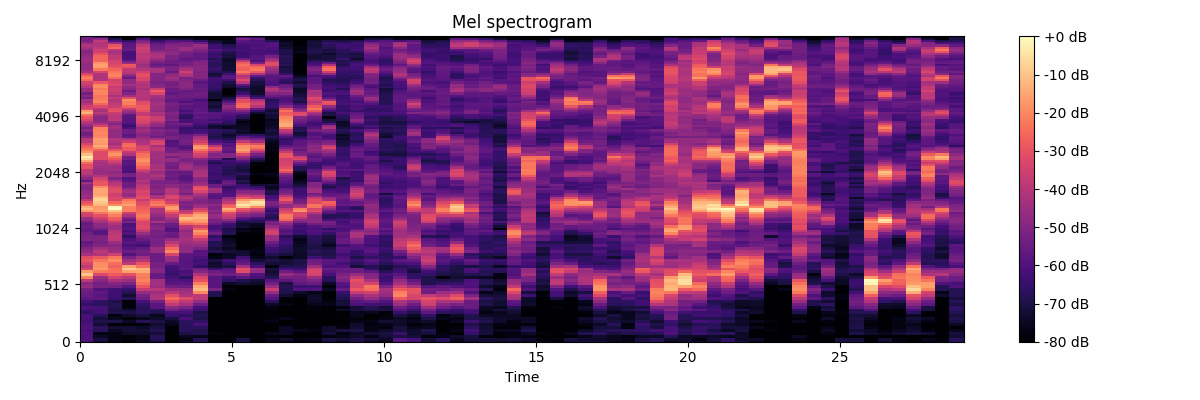 Mel spectrogram
Hz
8192
4096
2048
1024
512
0
0 5 10 15 20 25
Time
+0 dB
-10 dB
-20 dB
-30 dB
-40 dB
-50 dB
-60 dB
-70 dB
-80 dB